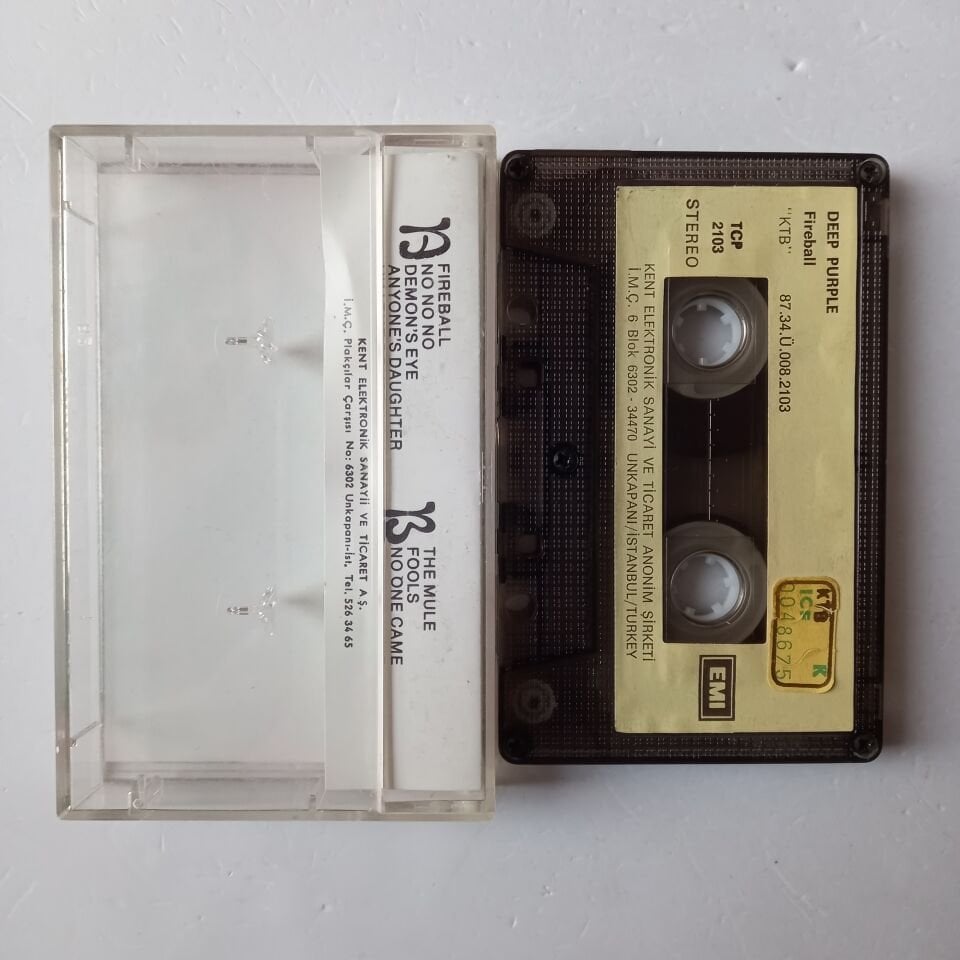 A
FIREBALL
NO NO NO
DEMON'S EYE
ANYONE'S DAUGHTER
B
THE MULE
FOOLS
NO ONE CAME
KENT ELEKTRONİK SANAYİİ VE TİCARET A Ş.
İ.M.Ç. Plakçılar Çarşısı No: 6302 Unkapanı-İst. Tel. 526 34 65
DEEP PURPLE
Fireball
"KTB"
87.34.Ü.008.2103
TCP
2103
STEREO
KENT ELEKTRONİK SANAYİ VE TİCARET ANONİM ŞİRKETİ
İ.M.Ç. 6 Blok 6302 - 34470 UNKAPANI/İSTANBUL/TURKEY
EMI
KTB
R
0048675